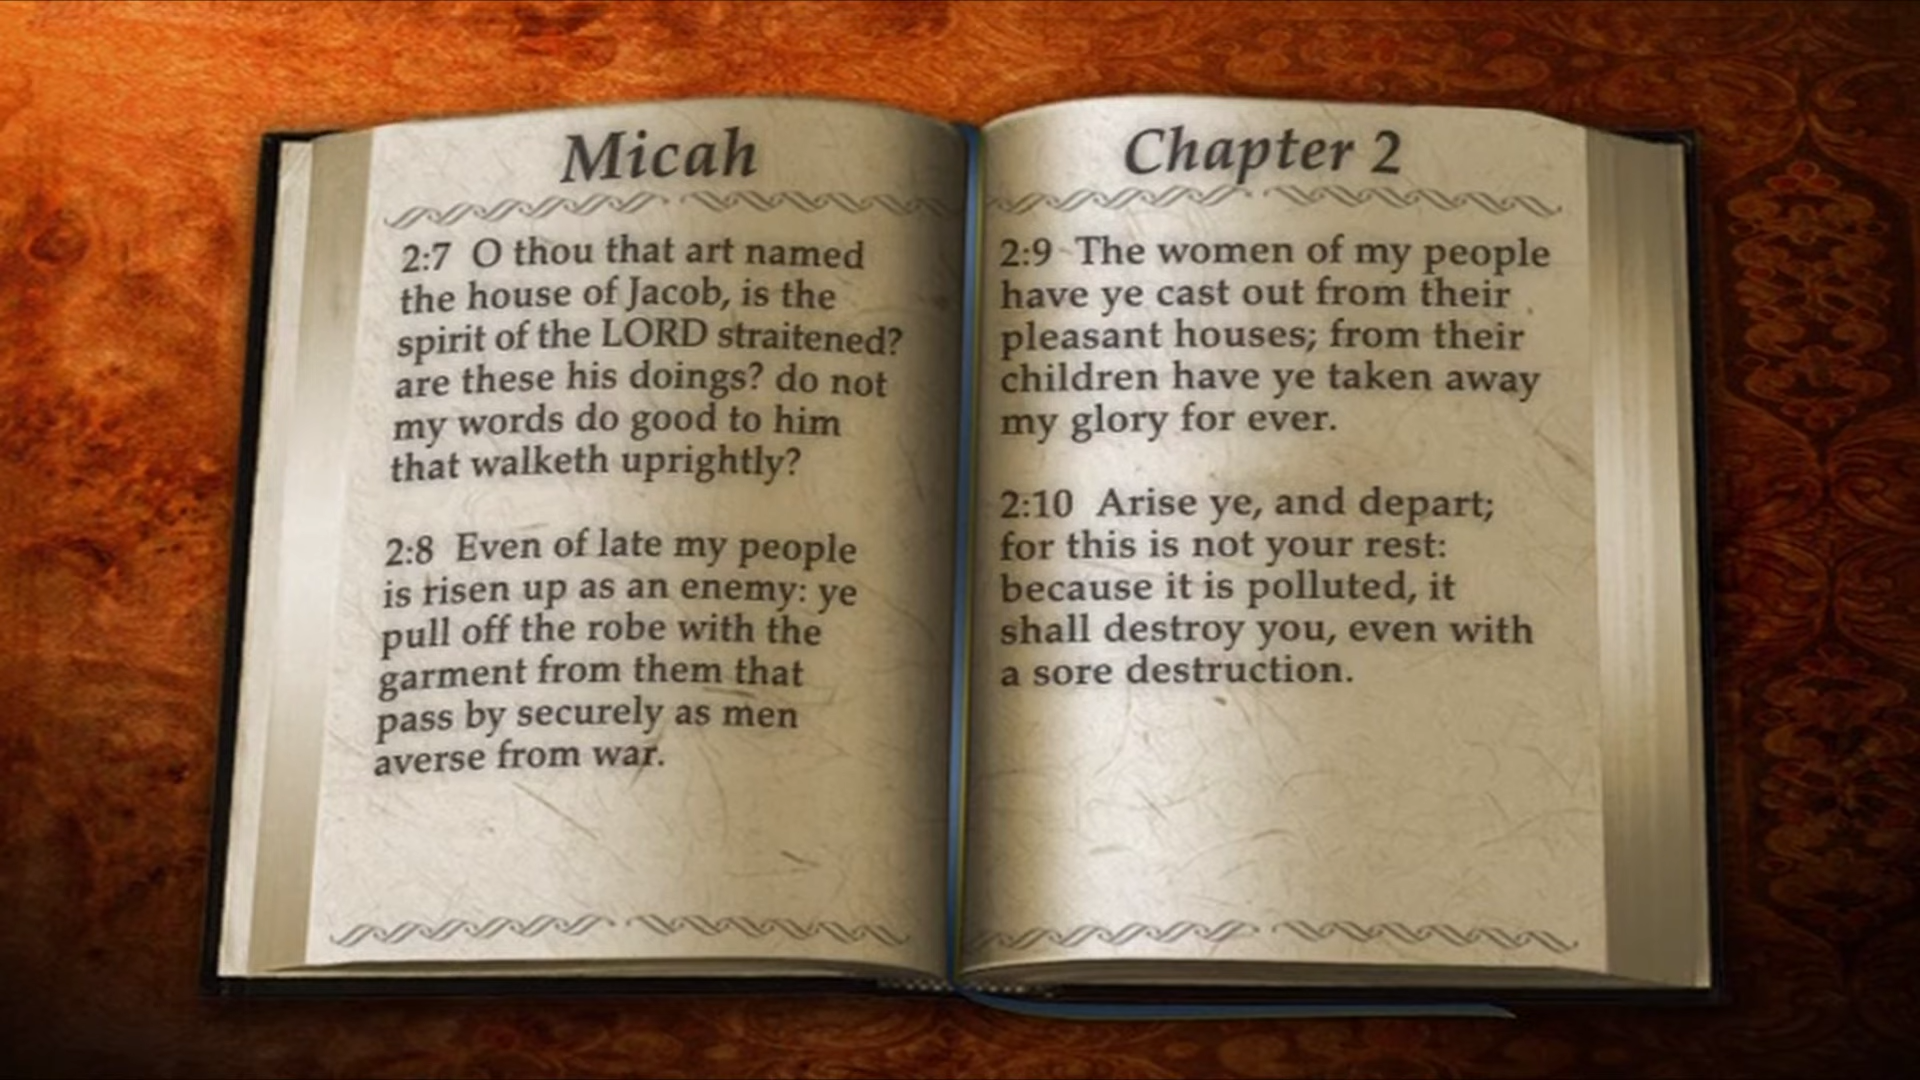 Micah
2:7 O thou that art named
the house of Jacob, is the
spirit of the LORD straitened?
are these his doings? do not
my words do good to him
that walketh uprightly?
2:8 Even of late my people
is risen up as an enemy: ye
pull off the robe with the
garment from them that
pass by securely as men
averse from war.
Chapter 2
2:9 The women of my people
have ye cast out from their
pleasant houses; from their
children have ye taken away
my glory for ever.
2:10 Arise ye, and depart;
for this is not your rest:
because it is polluted, it
shall destroy you, even with
a sore destruction.